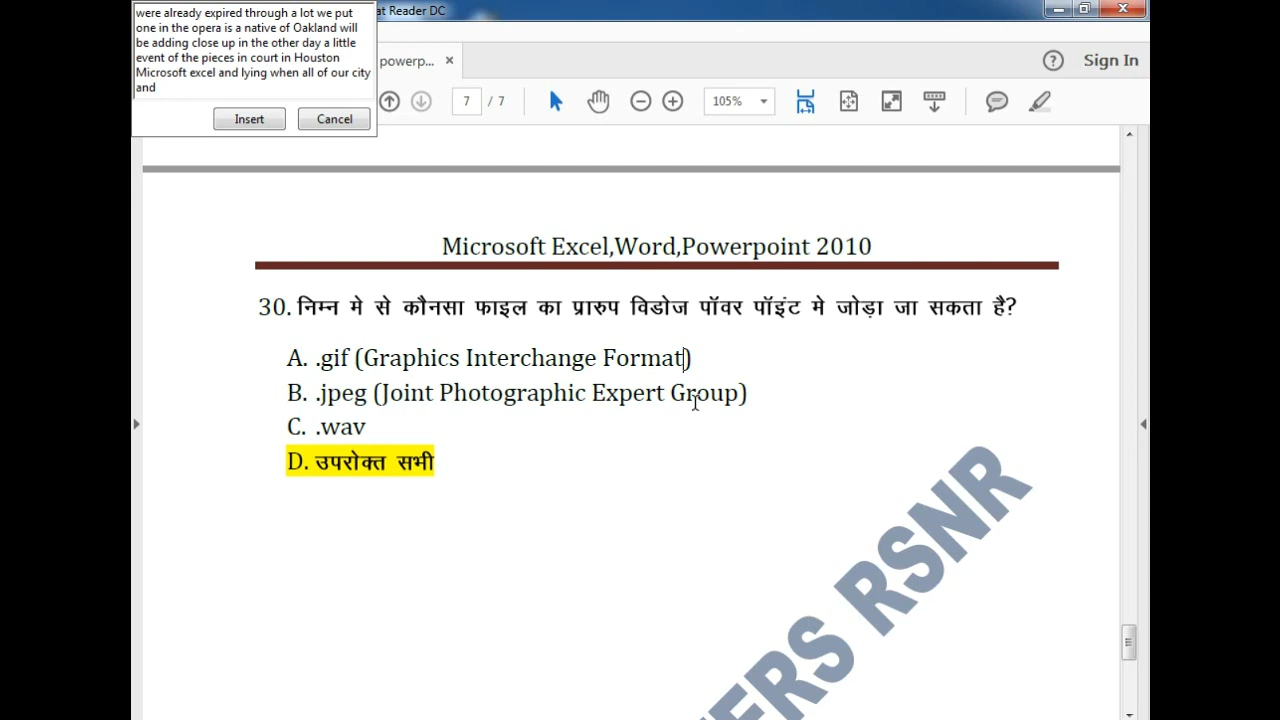 were already expired through a lot we put
one in the opera is a native of Oakland will
be adding close up in the other day a little
event of the pieces in court in Houston
Microsoft excel and lying when all of our city
and
Insert
Cancel
at Reader DC
powerp...
Sign In
7 / 7
105%
Microsoft Excel,Word,Powerpoint 2010
30. निम्न मे से कौनसा फाइल का प्रारुप विडोज पॉवर पॉइंट मे जोड़ा जा सकता है?
A. .gif (Graphics Interchange Format)
B. .jpeg (Joint Photographic Expert Group)
C. .wav
D. उपरोक्त सभी
ERS RSNR